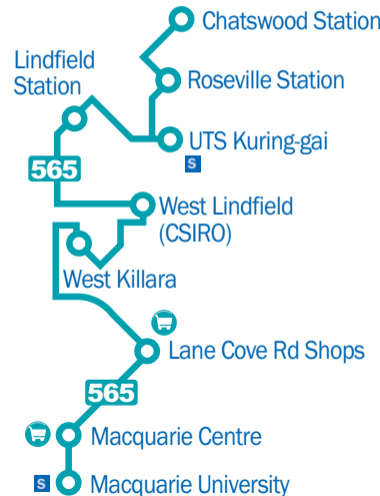 Chatswood Station
Lindfield
Station
Roseville Station
UTS Kuring-gai
S
565
West Lindfield
(CSIRO)
West Killara
Lane Cove Rd Shops
565
Macquarie Centre
S
Macquarie University